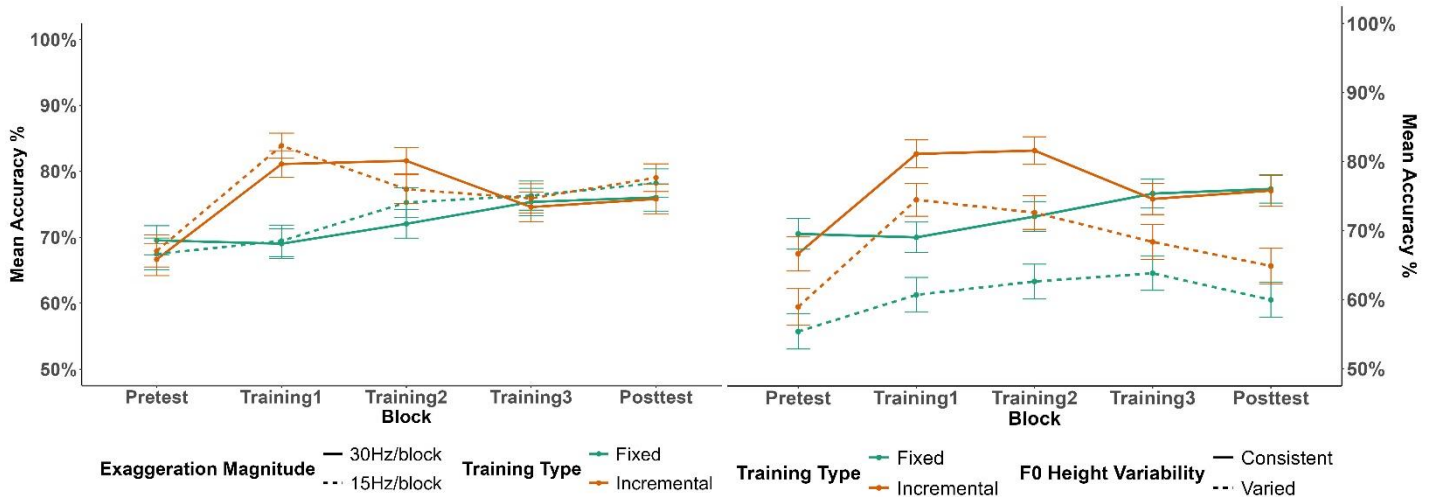 Mean Accuracy %
100%
90%
80%
70%
60%
50%
Pretest Training1 Training2 Training3 Posttest
Block
Exaggeration Magnitude
30Hz/block
15Hz/block
Training Type
Fixed
Incremental
100%
90%
80%
70%
60%
50%
Mean Accuracy %
Pretest Training1 Training2 Training3 Posttest
Block
Training Type
Fixed
Incremental
F0 Height Variability
Consistent
Varied